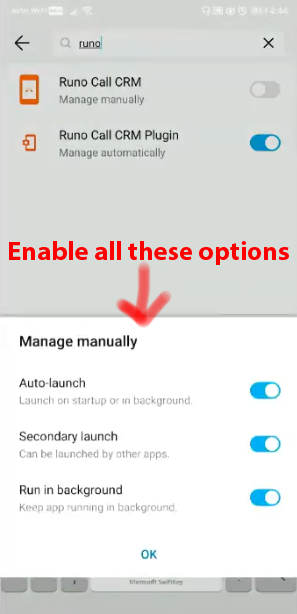 4:46
runo
Runo Call CRM
Manage manually
Runo Call CRM Plugin
Manage automatically
Enable all these options
Manage manually
Auto-launch
Launch on startup or in background.
Secondary launch
Can be launched by other apps.
Run in background
Keep app running in background.
OK
Microsoft SwiftKey